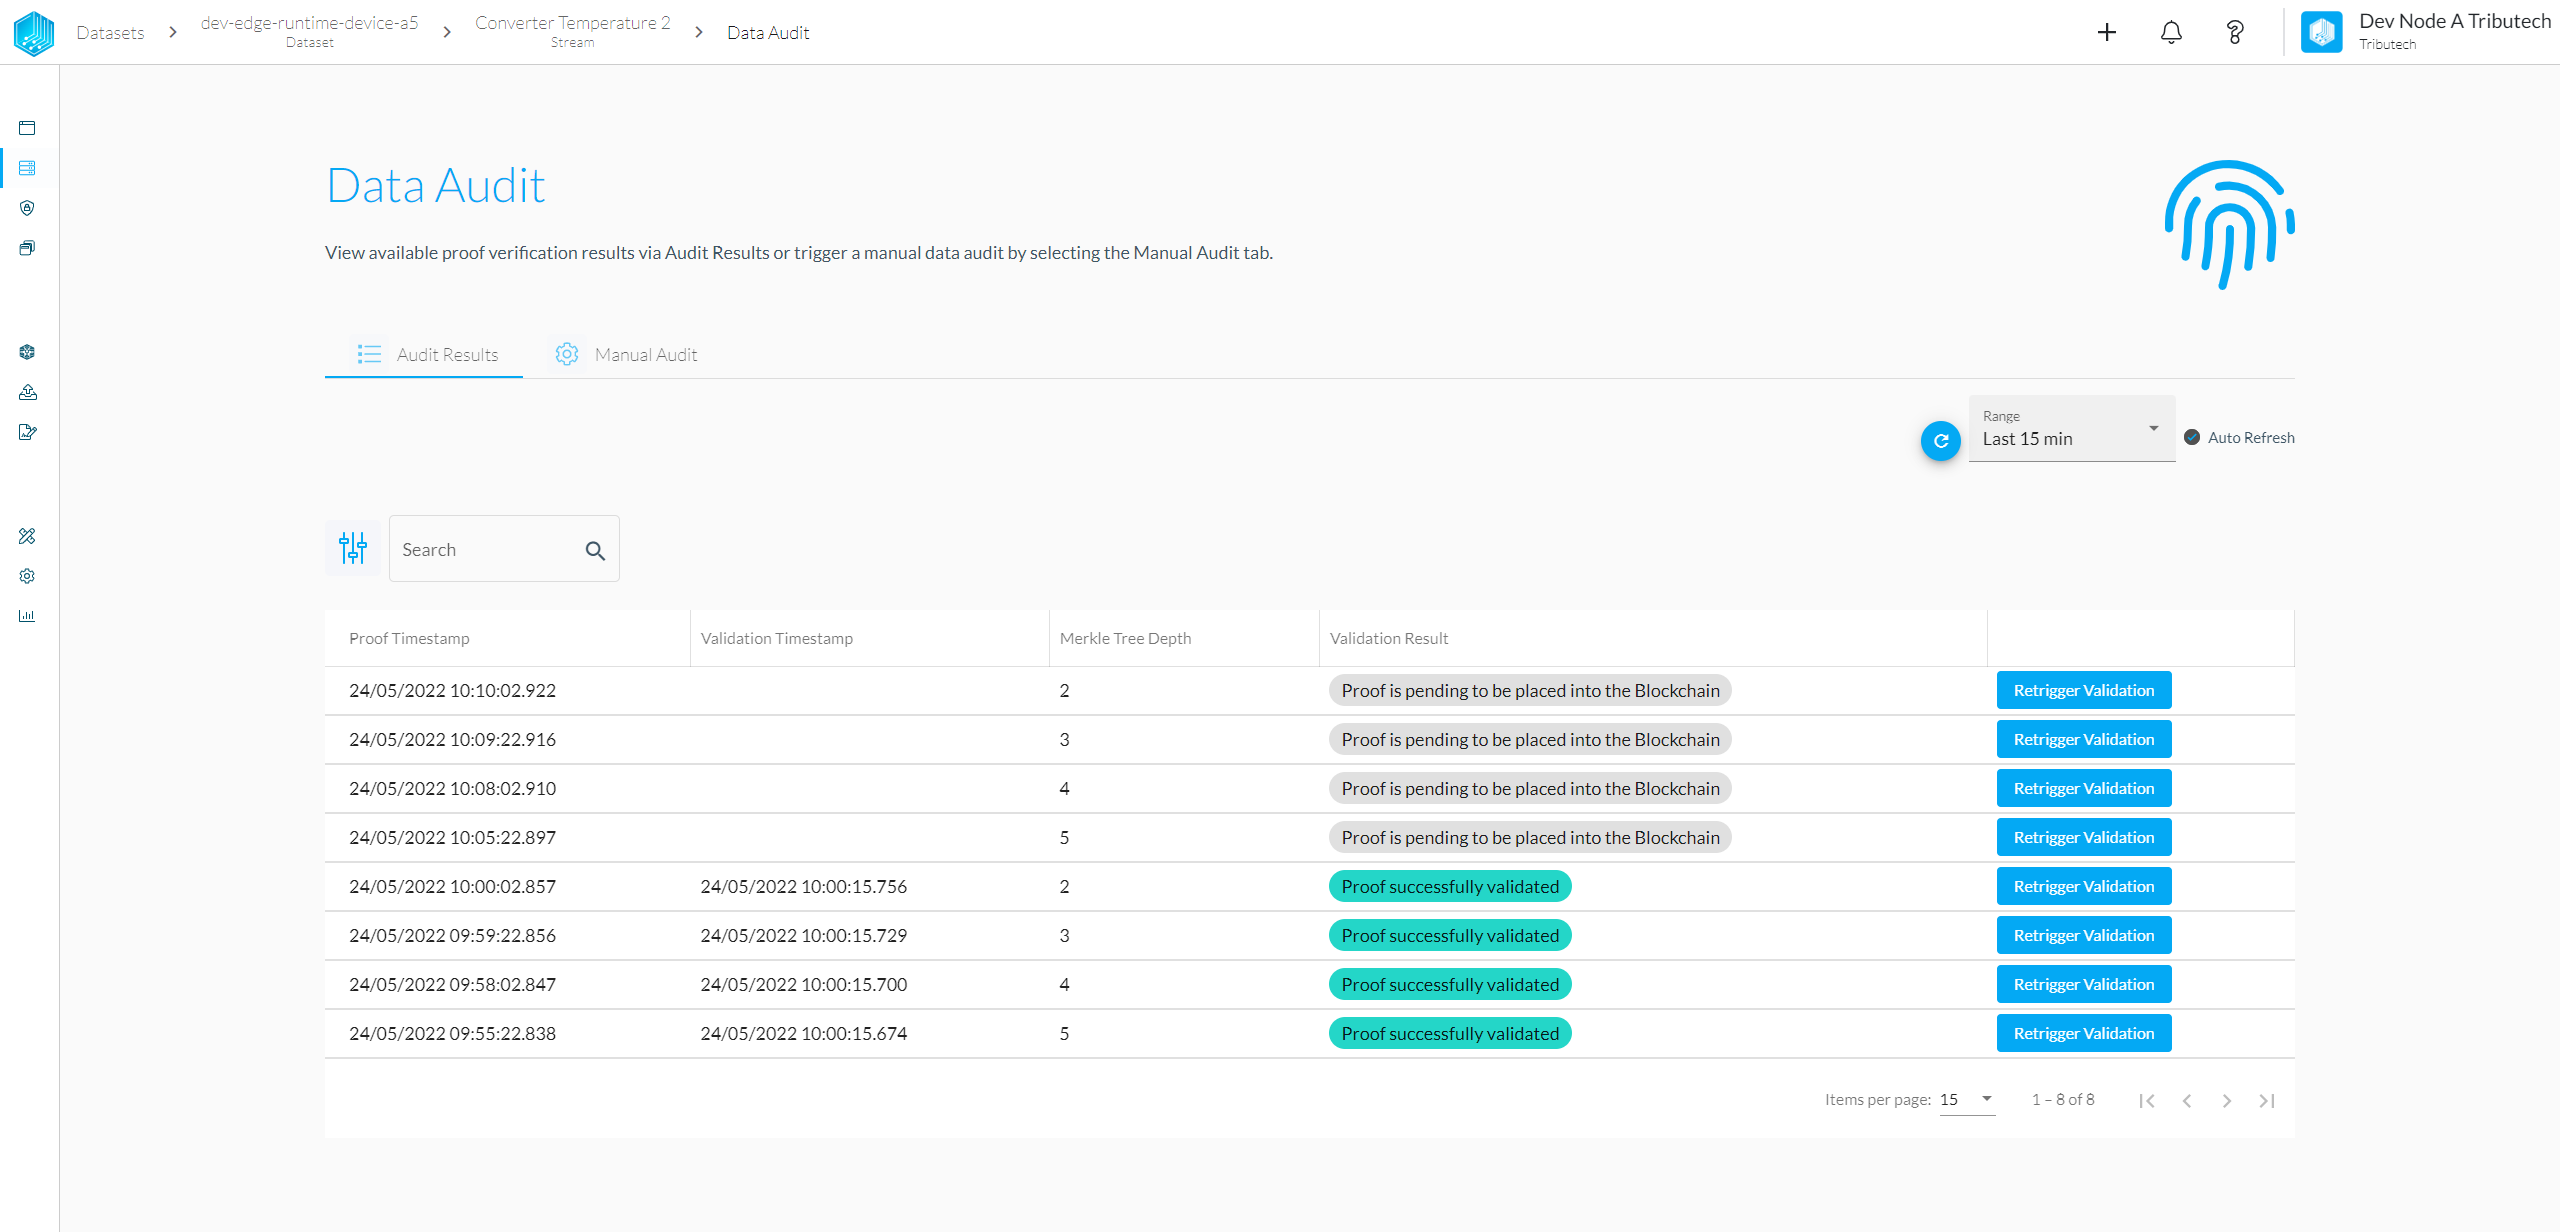 Datasets
dev-edge-runtime-device-a5
Dataset
Converter Temperature 2
Stream
Data Audit
Dev Node A Tributech
Tributech
Data Audit
View available proof verification results via Audit Results or trigger a manual data audit by selecting the Manual Audit tab.
Audit Results Manual Audit
Range
Last 15 min
Auto Refresh
Search
Proof Timestamp Validation Timestamp Merkle Tree Depth Validation Result
24/05/2022 10:10:02.922 2 Proof is pending to be placed into the Blockchain Retrigger Validation
24/05/2022 10:09:22.916 3 Proof is pending to be placed into the Blockchain Retrigger Validation
24/05/2022 10:08:02.910 4 Proof is pending to be placed into the Blockchain Retrigger Validation
24/05/2022 10:05:22.897 5 Proof is pending to be placed into the Blockchain Retrigger Validation
24/05/2022 10:00:02.857 24/05/2022 10:00:15.756 2 Proof successfully validated Retrigger Validation
24/05/2022 09:59:22.856 24/05/2022 10:00:15.729 3 Proof successfully validated Retrigger Validation
24/05/2022 09:58:02.847 24/05/2022 10:00:15.700 4 Proof successfully validated Retrigger Validation
24/05/2022 09:55:22.838 24/05/2022 10:00:15.674 5 Proof successfully validated Retrigger Validation
Items per page: 15 1 – 8 of 8